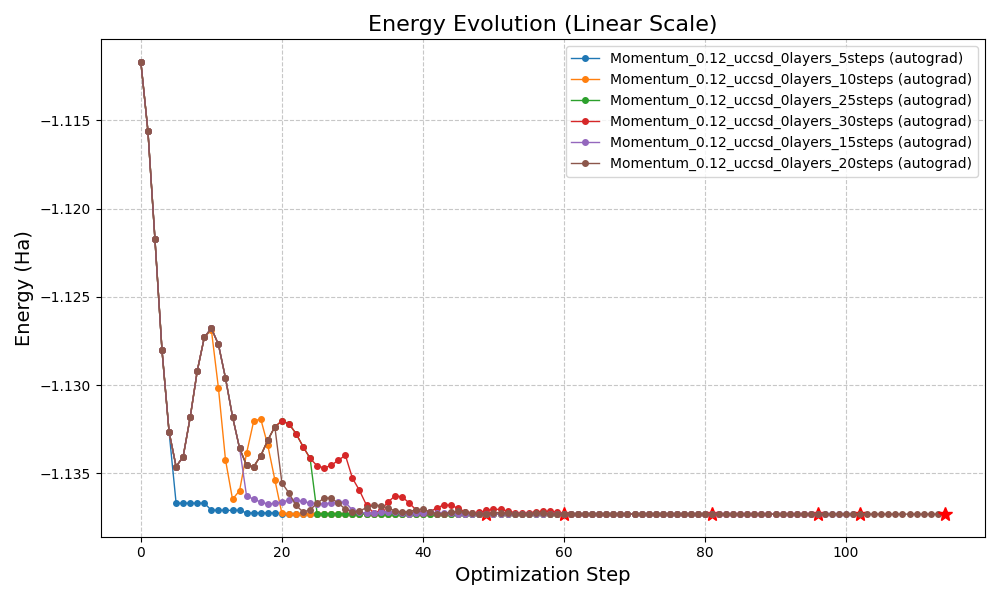 Energy Evolution (Linear Scale)
Energy (Ha)
−1.115
−1.120
−1.125
−1.130
−1.135
Momentum_0.12_uccsd_0layers_5steps (autograd)
Momentum_0.12_uccsd_0layers_10steps (autograd)
Momentum_0.12_uccsd_0layers_25steps (autograd)
Momentum_0.12_uccsd_0layers_30steps (autograd)
Momentum_0.12_uccsd_0layers_15steps (autograd)
Momentum_0.12_uccsd_0layers_20steps (autograd)
0 20 40 60 80 100
Optimization Step